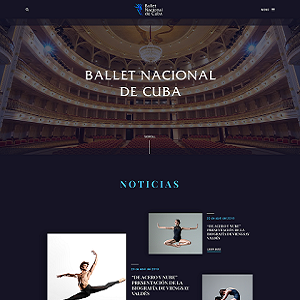 Ballet
Nacional
de Cuba
MENÚ
BALLET NACIONAL
DE CUBA
NOTICIAS
"DE ACERO Y NUBE"
PRESENTACIÓN DE LA
BIOGRAFÍA DE VIENGSAY
VALDÉS
"DE ACERO Y NUBE"
PRESENTACIÓN DE LA
BIOGRAFÍA DE VIENGSAY
VALDÉS